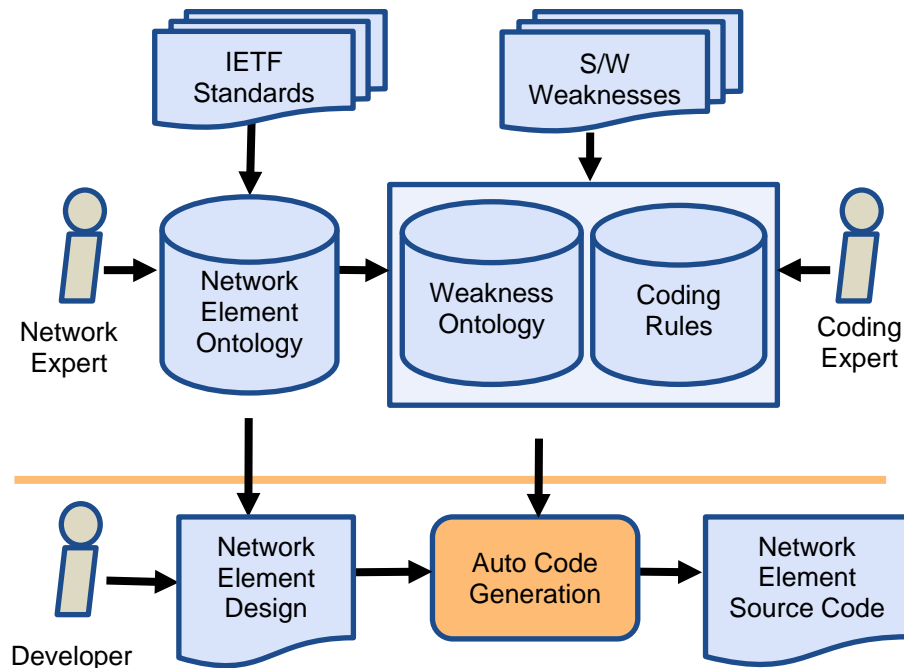 IETF
Standards
S/W
Weaknesses
Network
Expert
Network
Element
Ontology
Weakness
Ontology
Coding
Rules
Coding
Expert
Developer
Network
Element
Design
Auto Code
Generation
Network
Element
Source Code